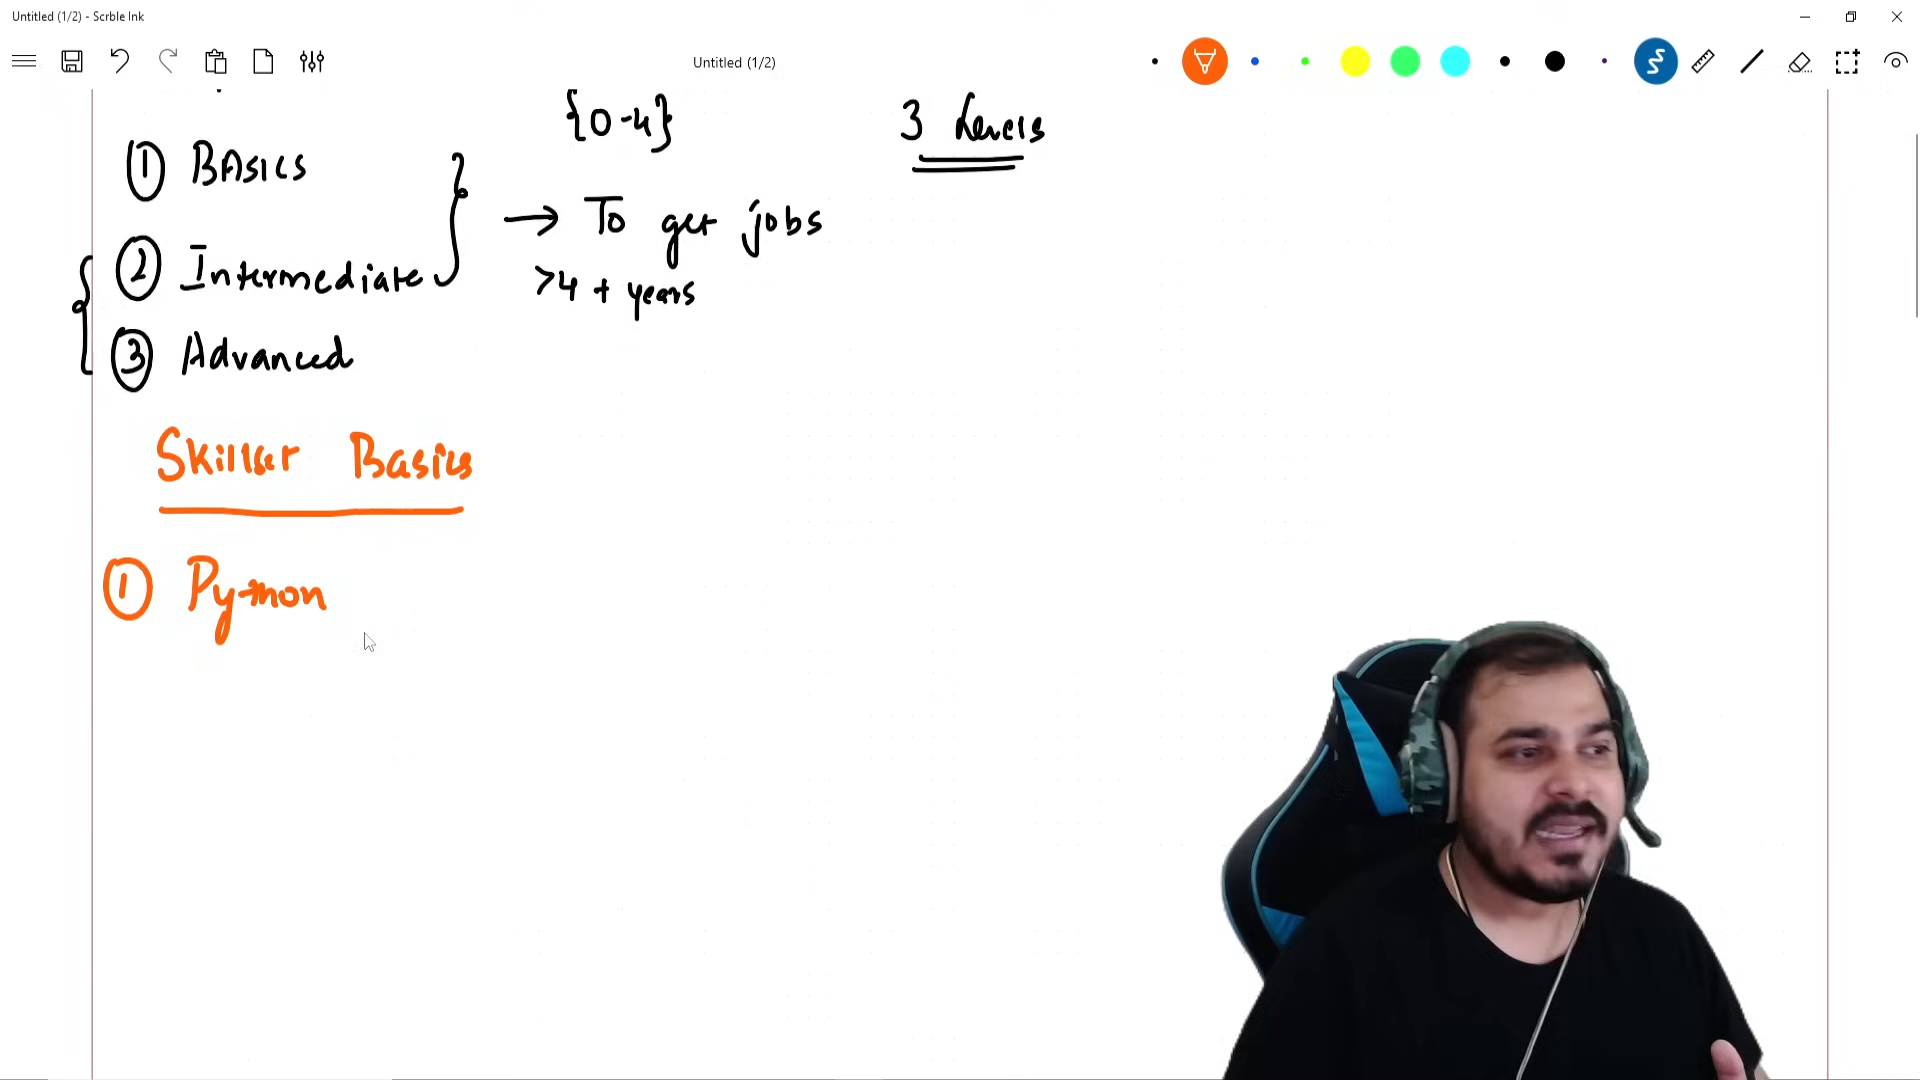 Untitled (1/2) - Scrble Ink
Untitled (1/2)
{0-4}
3 Levels
① BASICS
→ To get jobs
② Intermediate
>4 + years
③ Advanced
Skillset Basics
① Python